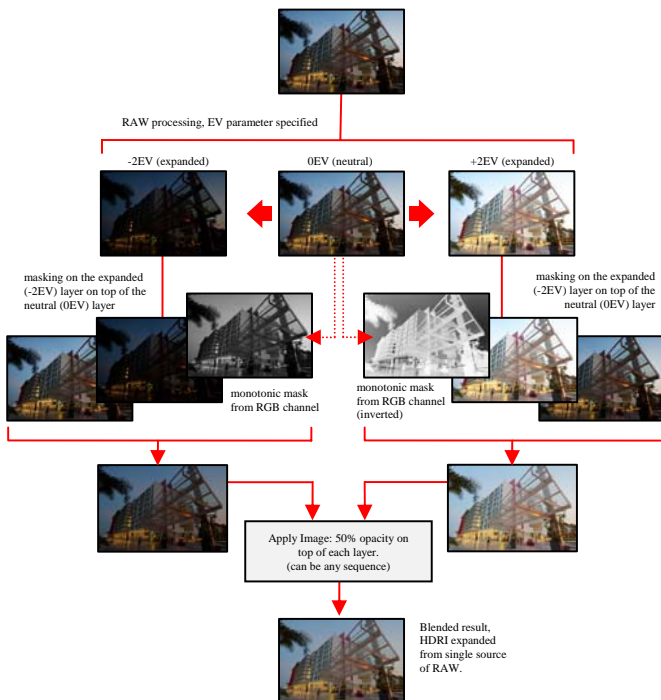 RAW processing, EV parameter specified
-2EV (expanded)
0EV (neutral)
+2EV (expanded)
masking on the expanded
(-2EV) layer on top of the
neutral (0EV) layer
masking on the expanded
(-2EV) layer on top of the
neutral (0EV) layer
monotonic mask
from RGB channel
monotonic mask
from RGB channel
(inverted)
Apply Image: 50% opacity on
top of each layer.
(can be any sequence)
Blended result,
HDRI expanded
from single source
of RAW.